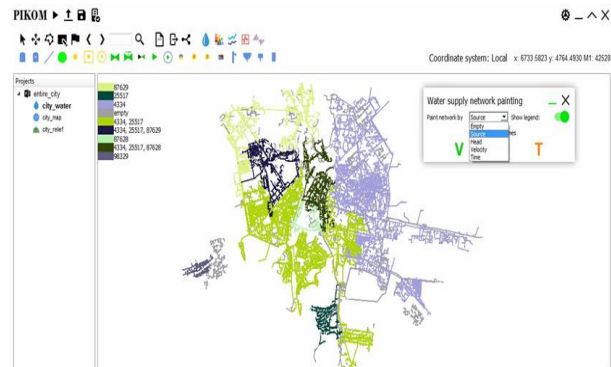 PIKOM
Coordinate system: Local x: 6733.5823 y: 4764.4930 M1: 42528
Projects
entire_city
city_water
city_map
city_relief
87629
25517
4334
empty
4334, 25517
4334, 25517, 87629
87628
4334, 25517, 87628
98329
Water supply network painting
Paint network by Source Show legend:
Empty
Source
Head
Velocity
Time
V T